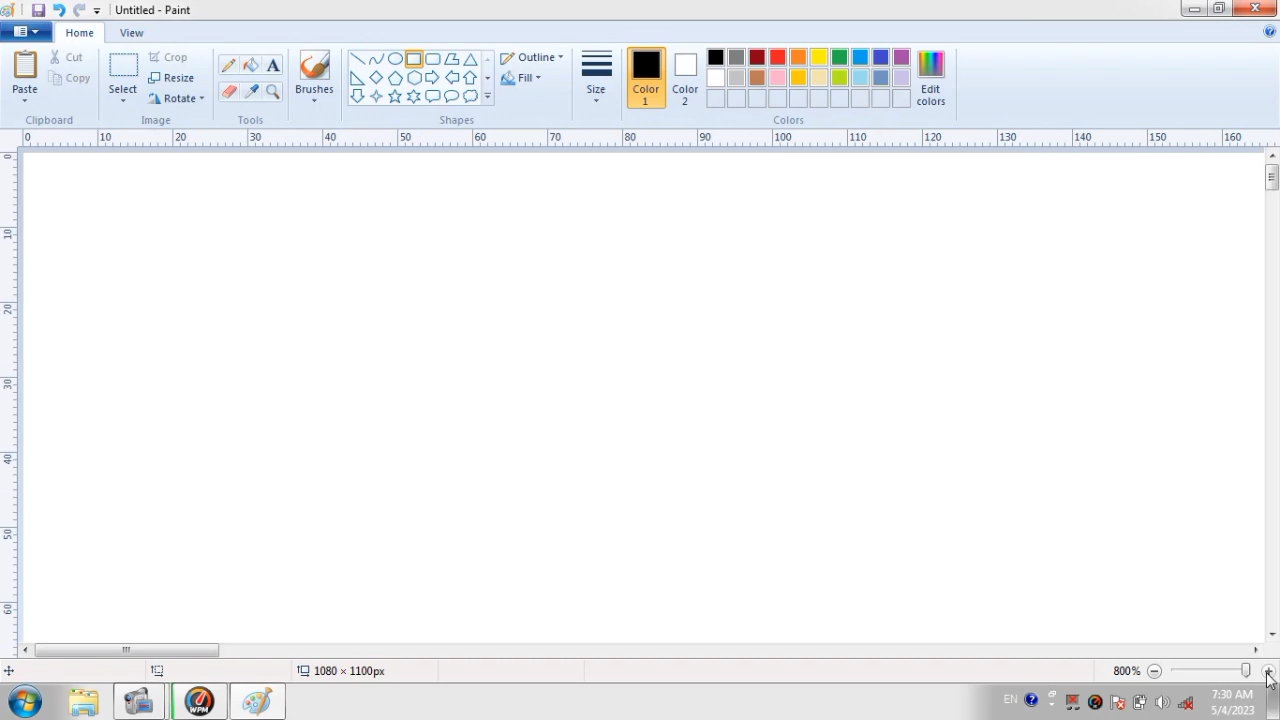 Untitled - Paint
Home View
Paste
Cut
Copy
Clipboard
Select
Crop
Resize
Rotate
Image
Tools
Brushes
Outline
Fill
Shapes
Size
Color 1
Color 2
Edit colors
Colors
0 10 20 30 40 50 60 70 80 90 100 110 120 130 140 150 160
0
10
20
30
40
50
60
1080 × 1100px
800%
WPM
EN
7:30 AM
5/4/2023